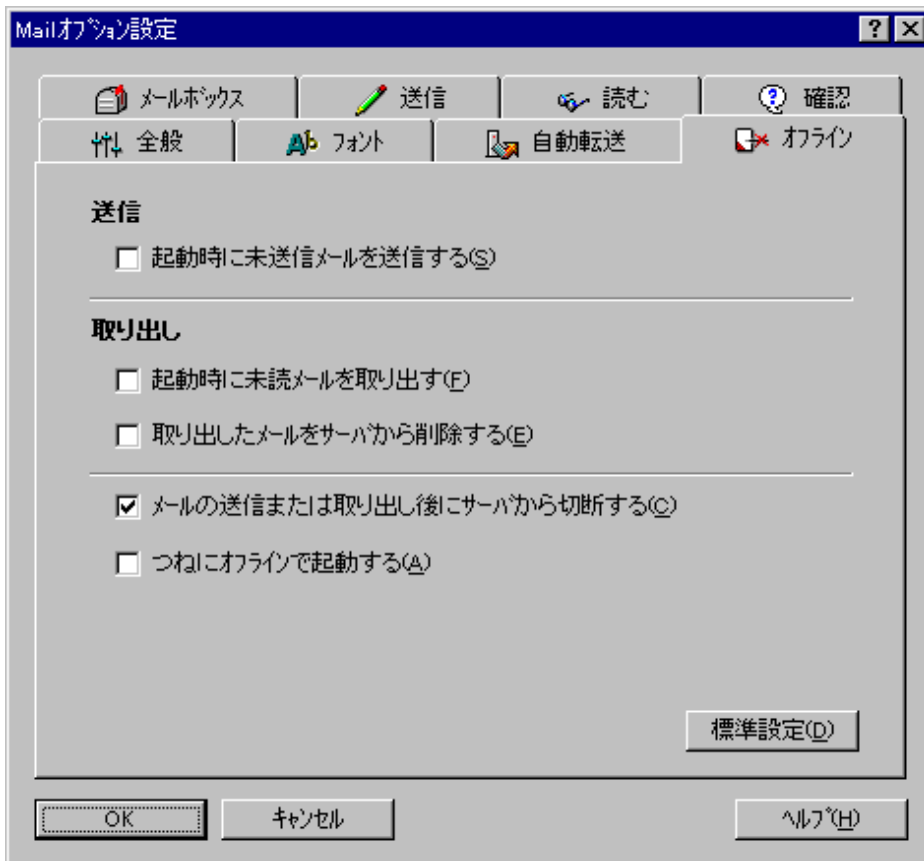 Mailｵﾌﾟｼｮﾝ設定
ﾒｰﾙﾎﾞｯｸｽ 送信 読む 確認
全般 ﾌｫﾝﾄ 自動転送 ｵﾌﾗｲﾝ
送信
起動時に未送信ﾒｰﾙを送信する(S)
取り出し
起動時に未読ﾒｰﾙを取り出す(F)
取り出したﾒｰﾙをｻｰﾊﾞから削除する(E)
ﾒｰﾙの送信または取り出し後にｻｰﾊﾞから切断する(C)
つねにｵﾌﾗｲﾝで起動する(A)
標準設定(D)
OK ｷｬﾝｾﾙ ﾍﾙﾌﾟ(H)